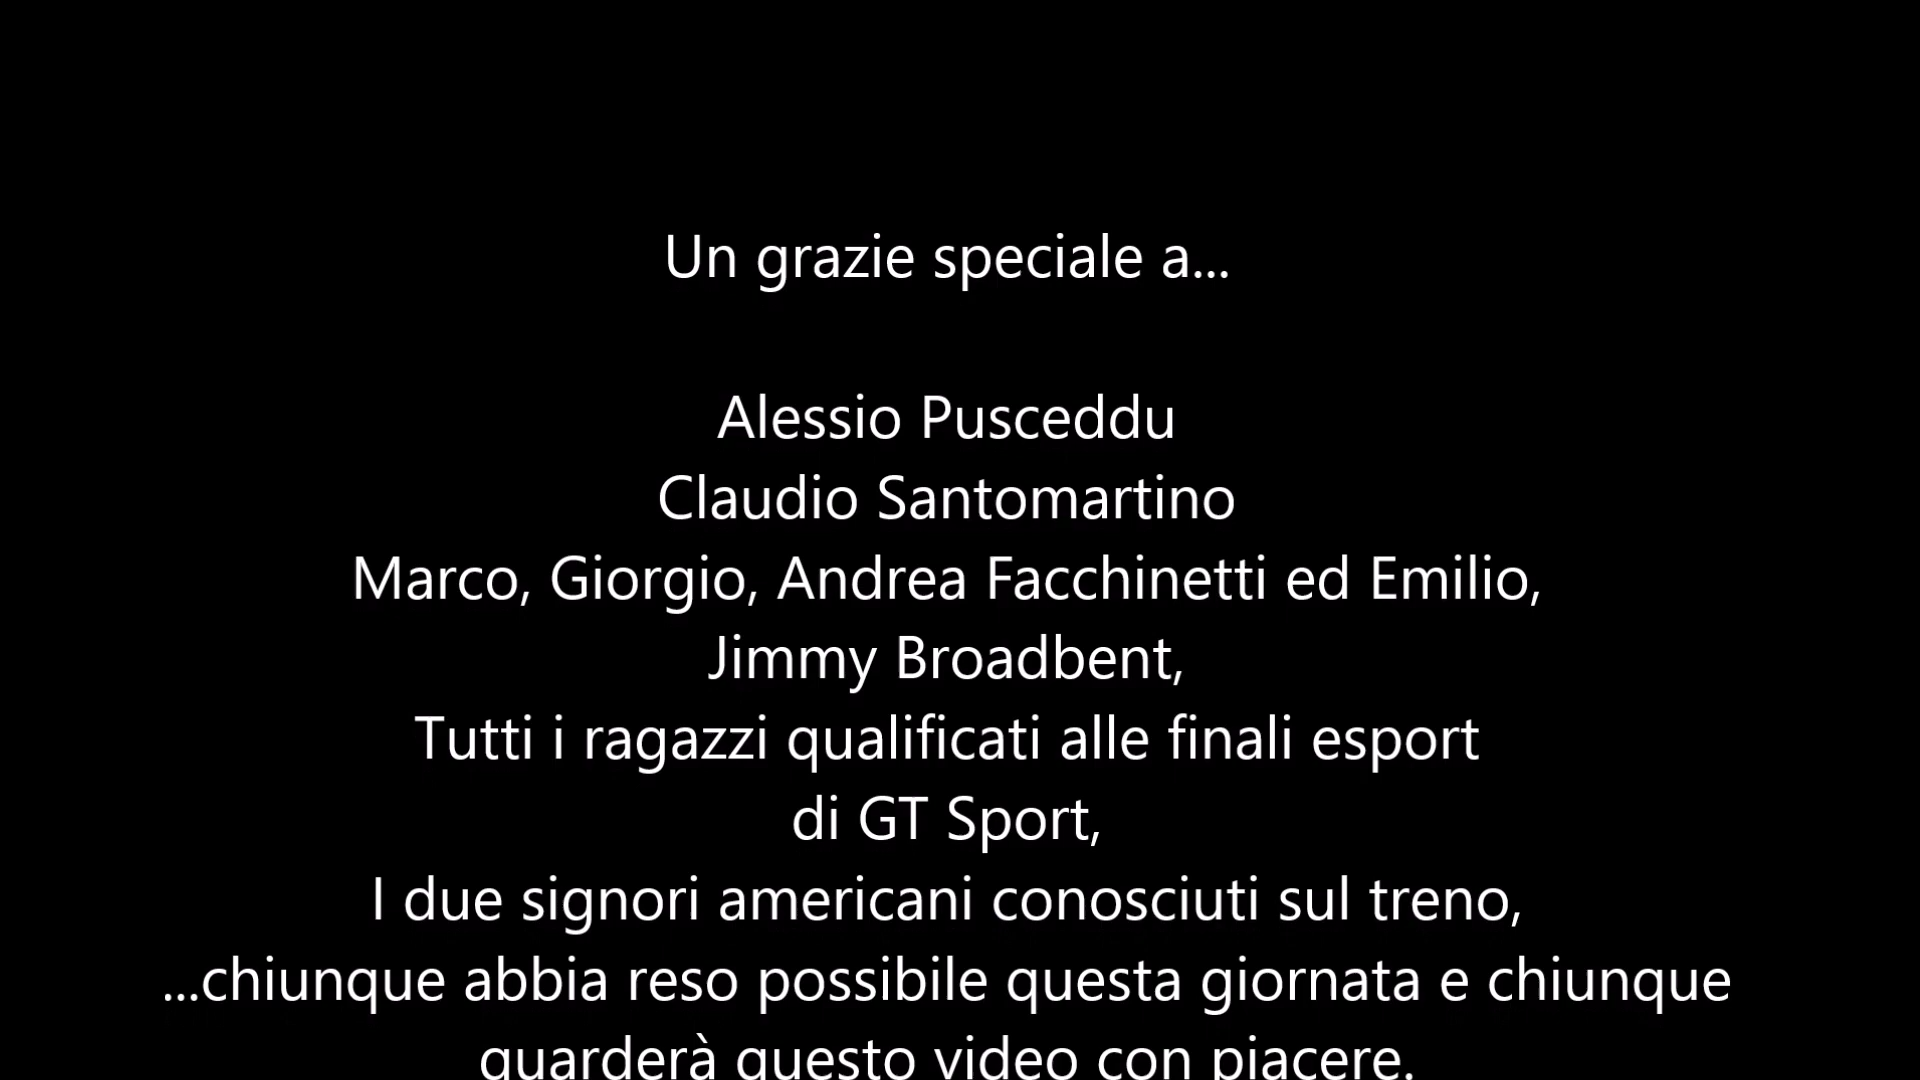 Un grazie speciale a...
Alessio Pusceddu
Claudio Santomartino
Marco, Giorgio, Andrea Facchinetti ed Emilio,
Jimmy Broadbent,
Tutti i ragazzi qualificati alle finali esport
di GT Sport,
I due signori americani conosciuti sul treno,
...chiunque abbia reso possibile questa giornata e chiunque
guarderà questo video con piacere.